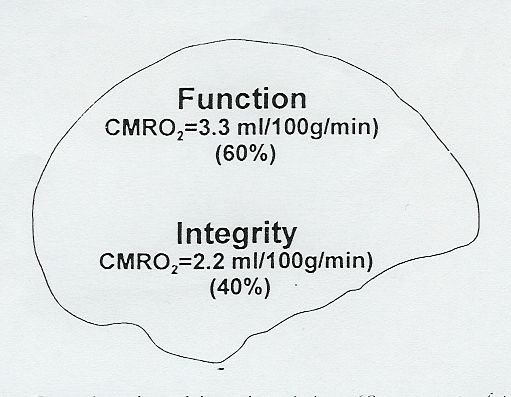 Function
CMRO₂=3.3 ml/100g/min)
(60%)
Integrity
CMRO₂=2.2 ml/100g/min)
(40%)